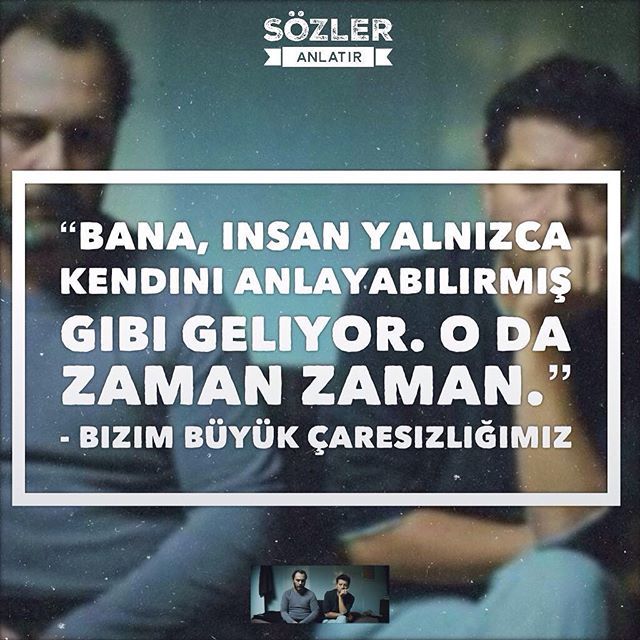 SÖZLER
ANLATIR
“BANA, INSAN YALNIZCA
KENDINI ANLAYABILIRMIŞ
GIBI GELIYOR. O DA
ZAMAN ZAMAN.”
- BIZIM BÜYÜK ÇARESIZLIĞIMIZ